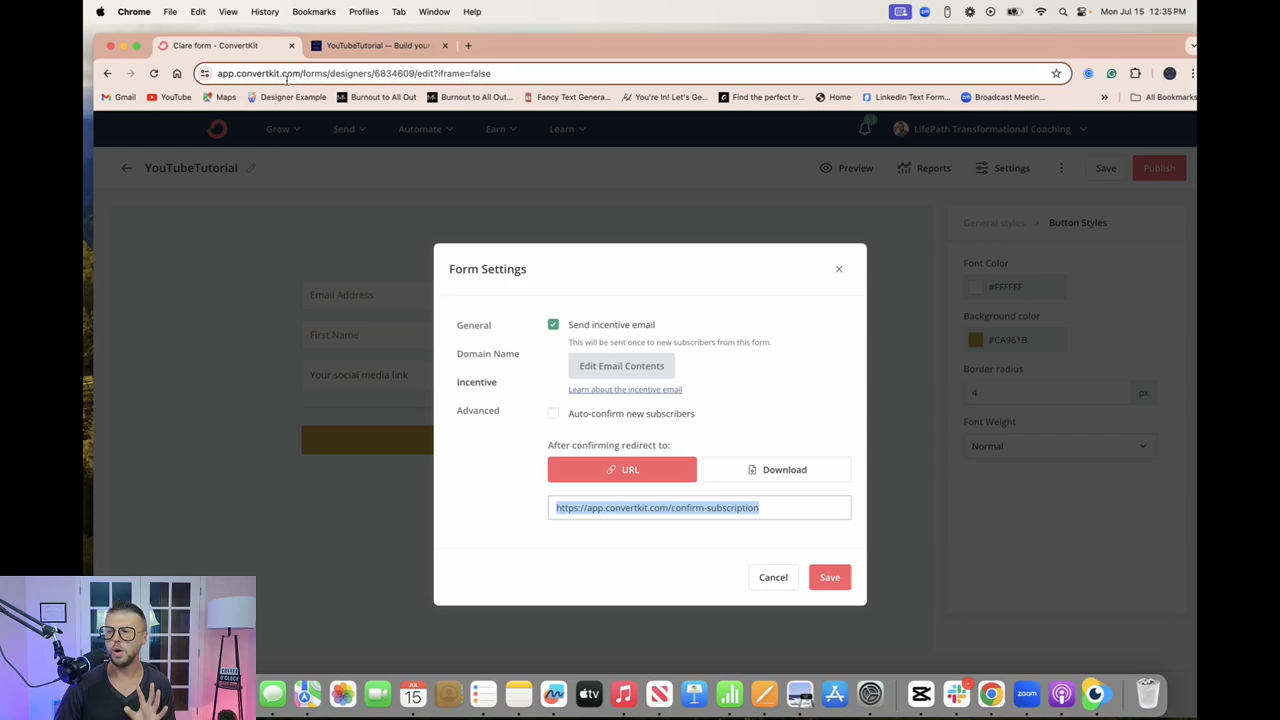 Chrome File Edit View History Bookmarks Profiles Tab Window Help Mon Jul 15 12:35 PM
Clare form - ConvertKit YouTubeTutorial — Build your
app.convertkit.com/forms/designers/6834609/edit?iframe=false
Gmail YouTube Maps Designer Example Burnout to All Out Burnout to All Out... Fancy Text Genera... You're In! Let's Ge... Find the perfect tr... Home LinkedIn Text Form... Broadcast Meetin... » All Bookmarks
Grow Send Automate Earn Learn LifePath Transformational Coaching
YouTubeTutorial Preview Reports Settings Save Publish
General styles > Button Styles
Font Color
#FFFFFF
Background color
#CA961B
Border radius
4 px
Font Weight
Normal
Email Address
First Name
Your social media link
Form Settings
General
Domain Name
Incentive
Advanced
Send incentive email
This will be sent once to new subscribers from this form.
Edit Email Contents
Learn about the incentive email
Auto-confirm new subscribers
After confirming redirect to:
URL Download
https://app.convertkit.com/confirm-subscription
Cancel Save
JUL
15
tv
zoom